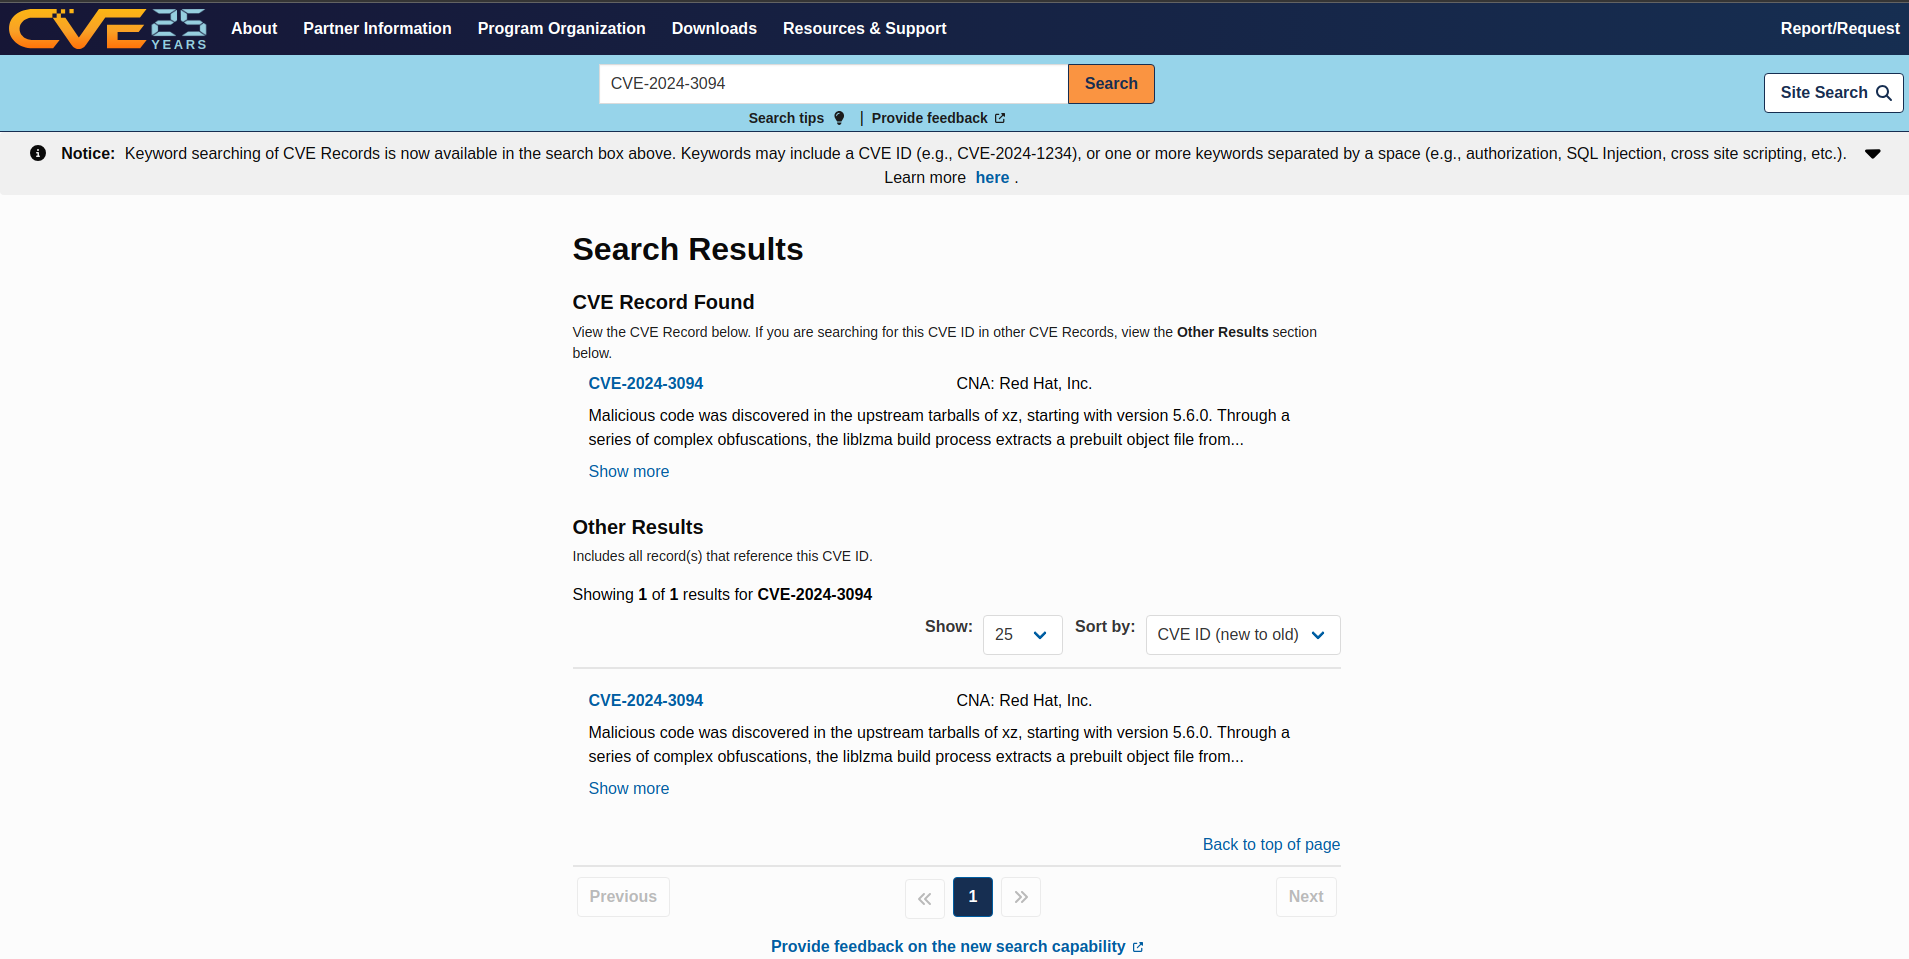 CVE 25 YEARS About Partner Information Program Organization Downloads Resources & Support Report/Request
CVE-2024-3094 Search
Site Search
Search tips | Provide feedback
Notice: Keyword searching of CVE Records is now available in the search box above. Keywords may include a CVE ID (e.g., CVE-2024-1234), or one or more keywords separated by a space (e.g., authorization, SQL Injection, cross site scripting, etc.).
Learn more here .
Search Results
CVE Record Found
View the CVE Record below. If you are searching for this CVE ID in other CVE Records, view the Other Results section
below.
CVE-2024-3094 CNA: Red Hat, Inc.
Malicious code was discovered in the upstream tarballs of xz, starting with version 5.6.0. Through a
series of complex obfuscations, the liblzma build process extracts a prebuilt object file from...
Show more
Other Results
Includes all record(s) that reference this CVE ID.
Showing 1 of 1 results for CVE-2024-3094
Show: 25 Sort by: CVE ID (new to old)
CVE-2024-3094 CNA: Red Hat, Inc.
Malicious code was discovered in the upstream tarballs of xz, starting with version 5.6.0. Through a
series of complex obfuscations, the liblzma build process extracts a prebuilt object file from...
Show more
Back to top of page
Previous « 1 » Next
Provide feedback on the new search capability